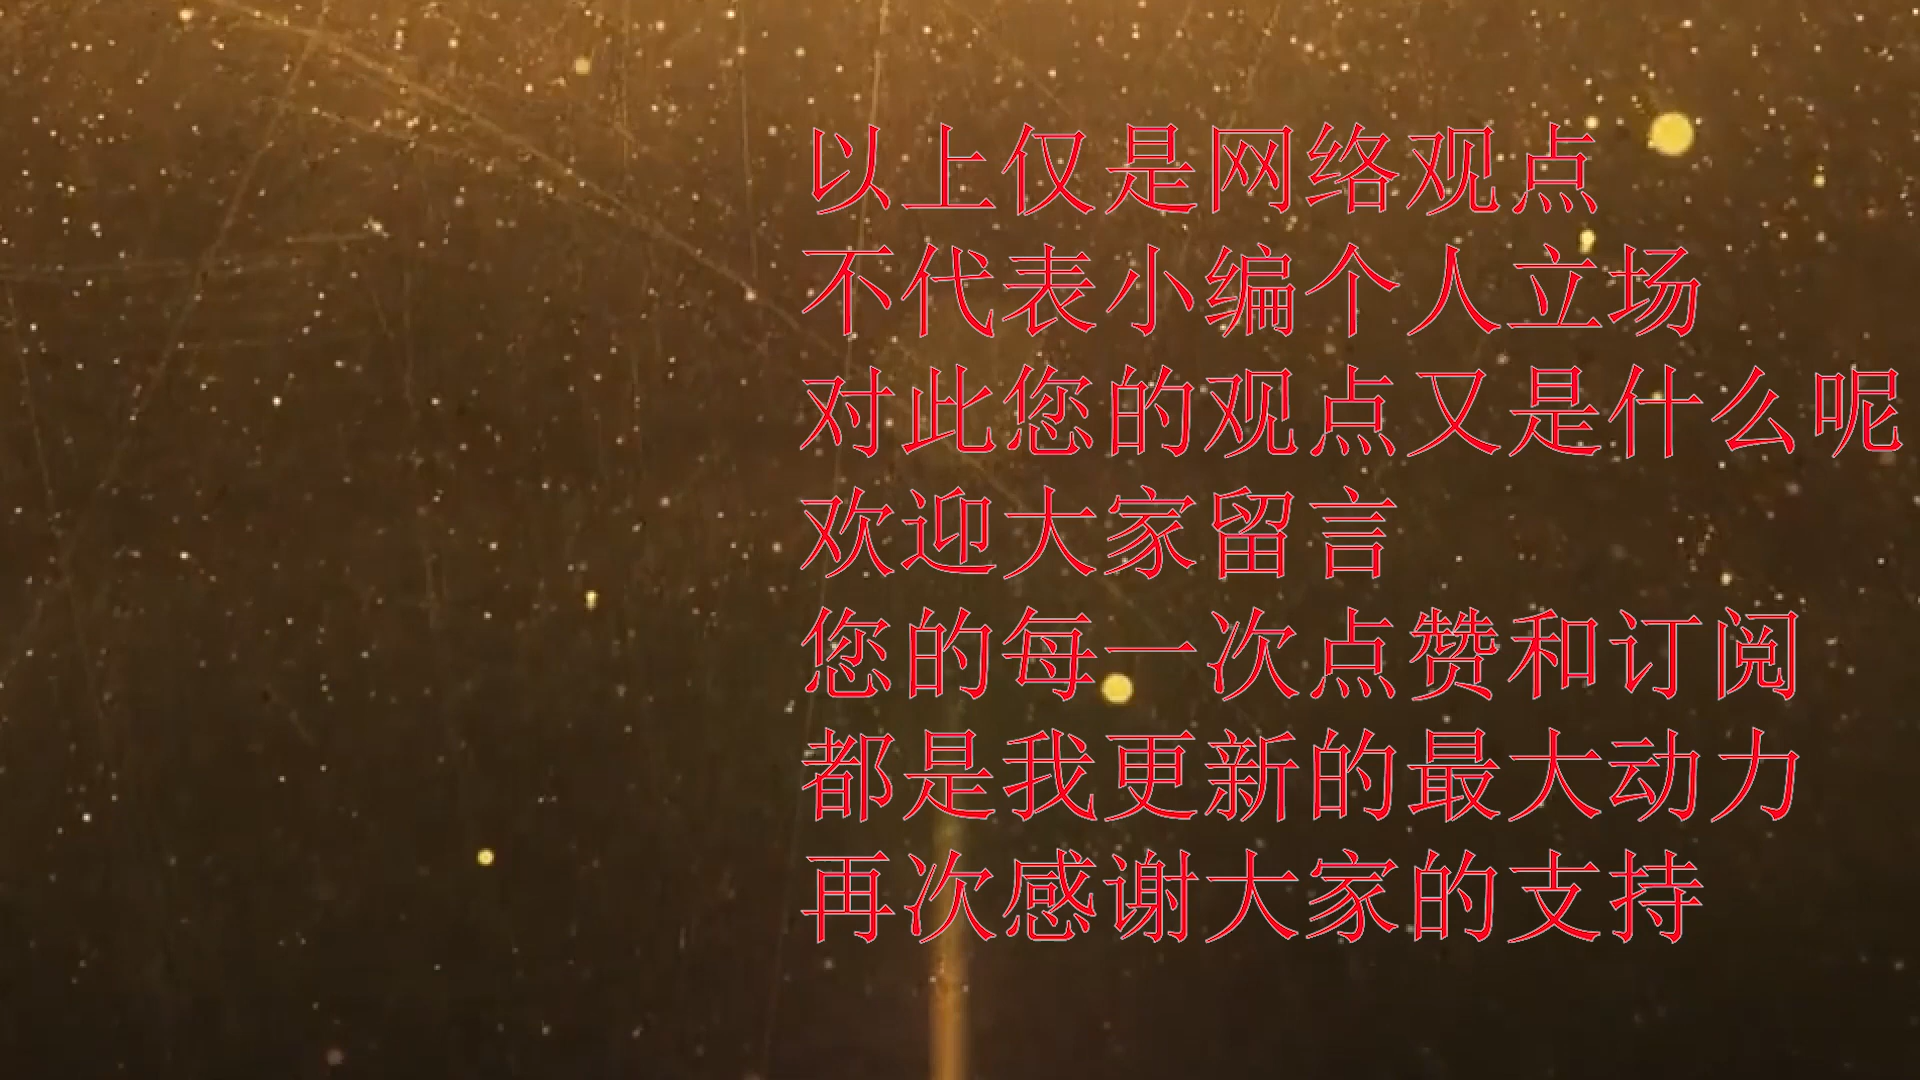 以上仅是网络观点
不代表小编个人立场
对此您的观点又是什么呢
欢迎大家留言
您的每一次点赞和订阅
都是我更新的最大动力
再次感谢大家的支持